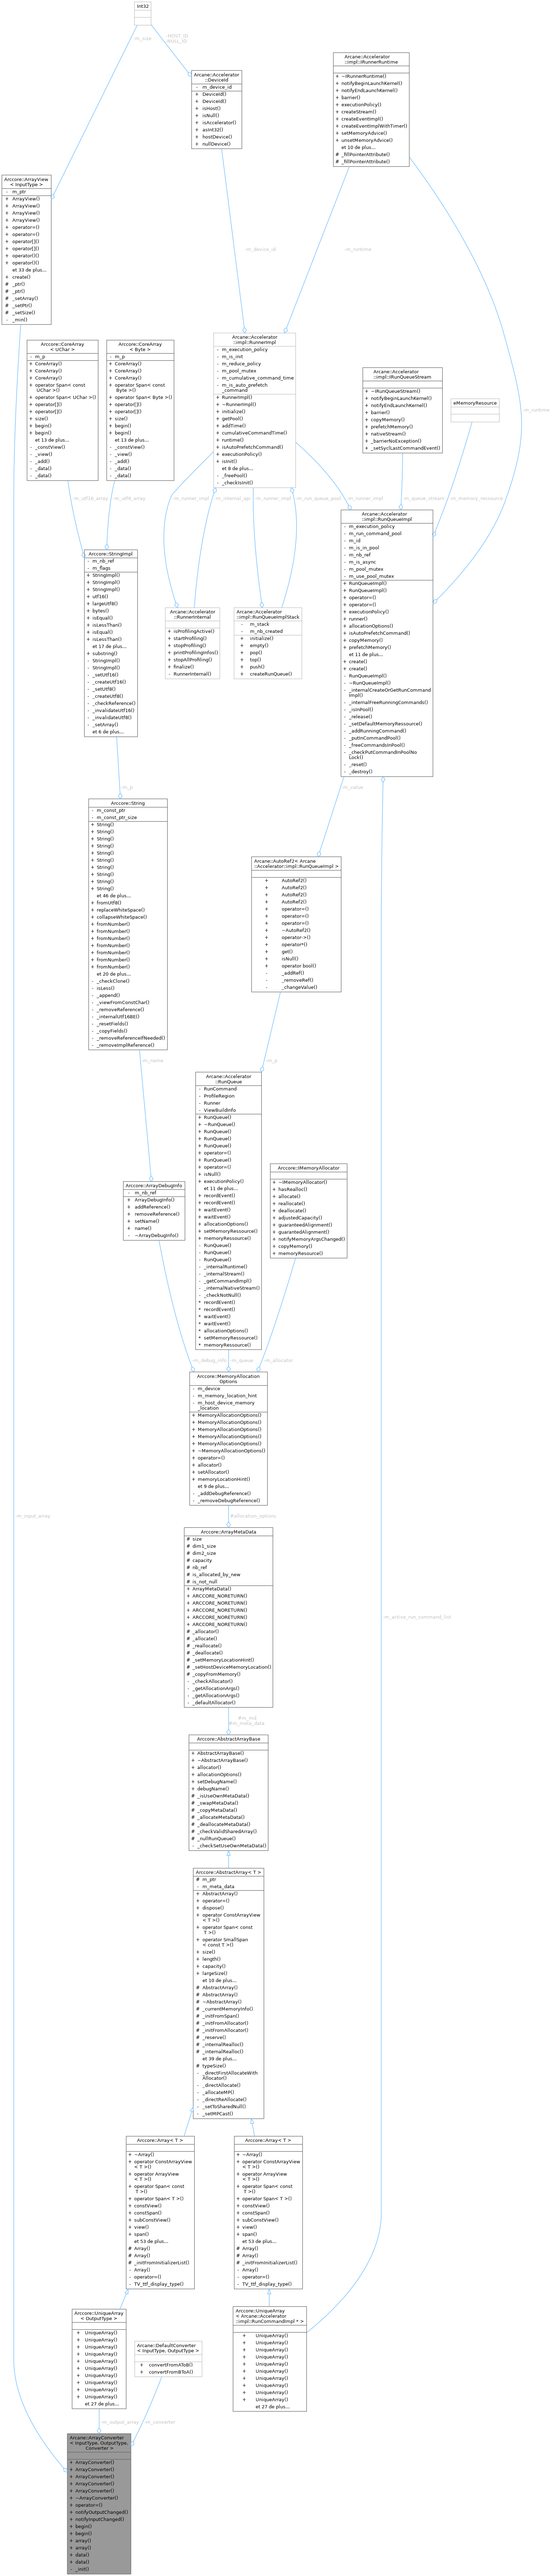 Int32
m_size
HOST_ID
NULL_ID
Arcane::Accelerator
::DeviceId
- m_device_id
+ DeviceId()
+ DeviceId()
+ isHost()
+ isNull()
+ isAccelerator()
+ asInt32()
+ hostDevice()
+ nullDevice()
Arcane::Accelerator
::impl::IRunnerRuntime
+ ~IRunnerRuntime()
+ notifyBeginLaunchKernel()
+ notifyEndLaunchKernel()
+ barrier()
+ executionPolicy()
+ createStream()
+ createEventImpl()
+ createEventImplWithTimer()
+ setMemoryAdvice()
+ unsetMemoryAdvice()
et 10 de plus...
# _fillPointerAttribute()
# _fillPointerAttribute()
Arccore::ArrayView
< InputType >
- m_ptr
+ ArrayView()
+ ArrayView()
+ ArrayView()
+ ArrayView()
+ operator=()
+ operator=()
+ operator[]()
+ operator[]()
+ operator()()
+ operator()()
et 33 de plus...
+ create()
# _ptr()
# _ptr()
# _setArray()
# _setPtr()
# _setSize()
- _min()
m_device_id
m_runtime
m_runtime
Arccore::CoreArray
< UChar >
- m_p
+ CoreArray()
+ CoreArray()
+ CoreArray()
+ operator Span< const
UChar >()
+ operator Span< UChar >()
+ operator[]()
+ operator[]()
+ size()
+ begin()
+ begin()
et 13 de plus...
- _constView()
- _view()
- _add()
- _data()
- _data()
Arccore::CoreArray
< Byte >
- m_p
+ CoreArray()
+ CoreArray()
+ CoreArray()
+ operator Span< const
Byte >()
+ operator Span< Byte >()
+ operator[]()
+ operator[]()
+ size()
+ begin()
+ begin()
et 13 de plus...
- _constView()
- _view()
- _add()
- _data()
- _data()
Arcane::Accelerator
::impl::RunnerImpl
- m_execution_policy
- m_is_init
- m_reduce_policy
- m_pool_mutex
- m_cumulative_command_time
- m_is_auto_prefetch
_command
+ RunnerImpl()
+ ~RunnerImpl()
+ initialize()
+ getPool()
+ addTime()
+ cumulativeCommandTime()
+ runtime()
+ isAutoPrefetchCommand()
+ executionPolicy()
+ isInit()
et 8 de plus...
- _freePool()
- _checkIsInit()
Arcane::Accelerator
::impl::IRunQueueStream
+ ~IRunQueueStream()
+ notifyBeginLaunchKernel()
+ notifyEndLaunchKernel()
+ barrier()
+ copyMemory()
+ prefetchMemory()
+ nativeStream()
+ _barrierNoException()
+ _setSyclLastCommandEvent()
eMemoryResource
m_utf16_array
m_utf8_array
m_runner_impl
m_internal_api
m_runner_impl
m_run_queue_pool
m_runner_impl
m_queue_stream
m_memory_ressource
Arccore::StringImpl
- m_nb_ref
- m_flags
+ StringImpl()
+ StringImpl()
+ StringImpl()
+ utf16()
+ largeUtf8()
+ bytes()
+ isEqual()
+ isLessThan()
+ isEqual()
+ isLessThan()
et 17 de plus...
+ substring()
- StringImpl()
- StringImpl()
- _setUtf16()
- _createUtf16()
- _setUtf8()
- _createUtf8()
- _checkReference()
- _invalidateUtf16()
- _invalidateUtf8()
- _setArray()
et 6 de plus...
Arcane::Accelerator
::RunnerInternal
+ isProfilingActive()
+ startProfiling()
+ stopProfiling()
+ printProfilingInfos()
+ stopAllProfiling()
+ finalize()
- RunnerInternal()
Arcane::Accelerator
::impl::RunQueueImplStack
- m_stack
- m_nb_created
+ initialize()
+ empty()
+ pop()
+ top()
+ push()
+ createRunQueue()
Arcane::Accelerator
::impl::RunQueueImpl
- m_execution_policy
- m_run_command_pool
- m_id
- m_is_in_pool
- m_nb_ref
- m_is_async
- m_pool_mutex
- m_use_pool_mutex
+ RunQueueImpl()
+ RunQueueImpl()
+ operator=()
+ operator=()
+ executionPolicy()
+ runner()
+ allocationOptions()
+ isAutoPrefetchCommand()
+ copyMemory()
+ prefetchMemory()
et 11 de plus...
+ create()
+ create()
- RunQueueImpl()
- ~RunQueueImpl()
- _internalCreateOrGetRunCommand
Impl()
- _internalFreeRunningCommands()
- _isInPool()
- _release()
- _setDefaultMemoryRessource()
- _addRunningCommand()
- _putInCommandPool()
- _freeCommandsInPool()
- _checkPutCommandInPoolNo
Lock()
- _reset()
- _destroy()
m_p
m_value
Arccore::String
- m_const_ptr
- m_const_ptr_size
+ String()
+ String()
+ String()
+ String()
+ String()
+ String()
+ String()
+ String()
+ String()
+ String()
et 46 de plus...
+ fromUtf8()
+ replaceWhiteSpace()
+ collapseWhiteSpace()
+ fromNumber()
+ fromNumber()
+ fromNumber()
+ fromNumber()
+ fromNumber()
+ fromNumber()
+ fromNumber()
et 20 de plus...
- _checkClone()
- isLess()
- _append()
- _viewFromConstChar()
- _removeReference()
- _internalUtf16BE()
- _resetFields()
- _copyFields()
- _removeReferenceIfNeeded()
- _removeImplReference()
Arcane::AutoRef2< Arcane
::Accelerator::impl::RunQueueImpl >
+ AutoRef2()
+ AutoRef2()
+ AutoRef2()
+ AutoRef2()
+ operator=()
+ operator=()
+ operator=()
+ ~AutoRef2()
+ operator->()
+ operator*()
+ get()
+ isNull()
+ operator bool()
- _addRef()
- _removeRef()
- _changeValue()
m_name
m_p
Arcane::Accelerator
::RunQueue
- RunCommand
- ProfileRegion
- Runner
- ViewBuildInfo
+ RunQueue()
+ ~RunQueue()
+ RunQueue()
+ RunQueue()
+ RunQueue()
+ operator=()
+ RunQueue()
+ operator=()
+ isNull()
+ executionPolicy()
et 11 de plus...
+ recordEvent()
+ recordEvent()
+ waitEvent()
+ waitEvent()
+ allocationOptions()
+ setMemoryRessource()
+ memoryRessource()
- RunQueue()
- RunQueue()
- RunQueue()
- _internalRuntime()
- _internalStream()
- _getCommandImpl()
- _internalNativeStream()
- _checkNotNull()
* recordEvent()
* recordEvent()
* waitEvent()
* waitEvent()
* allocationOptions()
* setMemoryRessource()
* memoryRessource()
Arccore::ArrayDebugInfo
- m_nb_ref
+ ArrayDebugInfo()
+ addReference()
+ removeReference()
+ setName()
+ name()
- ~ArrayDebugInfo()
Arccore::IMemoryAllocator
+ ~IMemoryAllocator()
+ hasRealloc()
+ allocate()
+ reallocate()
+ deallocate()
+ adjustedCapacity()
+ guaranteedAlignment()
+ guarantedAlignment()
+ notifyMemoryArgsChanged()
+ copyMemory()
+ memoryResource()
m_debug_info
m_queue
m_allocator
Arccore::MemoryAllocation
Options
- m_device
- m_memory_location_hint
- m_host_device_memory
_location
+ MemoryAllocationOptions()
+ MemoryAllocationOptions()
+ MemoryAllocationOptions()
+ MemoryAllocationOptions()
+ MemoryAllocationOptions()
+ ~MemoryAllocationOptions()
+ operator=()
+ allocator()
+ setAllocator()
+ memoryLocationHint()
et 9 de plus...
- _addDebugReference()
- _removeDebugReference()
m_input_array
#allocation_options
Arccore::ArrayMetaData
# size
# dim1_size
# dim2_size
# capacity
# nb_ref
# is_allocated_by_new
# is_not_null
+ ArrayMetaData()
+ ARCCORE_NORETURN()
+ ARCCORE_NORETURN()
+ ARCCORE_NORETURN()
+ ARCCORE_NORETURN()
+ ARCCORE_NORETURN()
# _allocator()
# _allocate()
# _reallocate()
# _deallocate()
# _setMemoryLocationHint()
# _setHostDeviceMemoryLocation()
# _copyFromMemory()
- _checkAllocator()
- _getAllocationArgs()
- _getAllocationArgs()
- _defaultAllocator()
m_active_run_command_list
#m_md
#m_meta_data
Arccore::AbstractArrayBase
+ AbstractArrayBase()
+ ~AbstractArrayBase()
+ allocator()
+ allocationOptions()
+ setDebugName()
+ debugName()
# _isUseOwnMetaData()
# _swapMetaData()
# _copyMetaData()
# _allocateMetaData()
# _deallocateMetaData()
# _checkValidSharedArray()
# _nullRunQueue()
- _checkSetUseOwnMetaData()
Arccore::AbstractArray< T >
# m_ptr
- m_meta_data
+ AbstractArray()
+ operator=()
+ dispose()
+ operator ConstArrayView
< T >()
+ operator Span< const
T >()
+ operator SmallSpan
< const T >()
+ size()
+ length()
+ capacity()
+ largeSize()
et 10 de plus...
# AbstractArray()
# AbstractArray()
# ~AbstractArray()
# _currentMemoryInfo()
# _initFromSpan()
# _initFromAllocator()
# _initFromAllocator()
# _reserve()
# _internalRealloc()
# _internalRealloc()
et 39 de plus...
# typeSize()
- _directFirstAllocateWith
Allocator()
- _directAllocate()
- _allocateMP()
- _directReAllocate()
- _setToSharedNull()
- _setMPCast()
Arccore::Array< T >
+ ~Array()
+ operator ConstArrayView
< T >()
+ operator ArrayView
< T >()
+ operator Span< const
T >()
+ operator Span< T >()
+ constView()
+ constSpan()
+ subConstView()
+ view()
+ span()
et 53 de plus...
# Array()
# Array()
# _initFromInitializerList()
- Array()
- operator=()
- TV_ttf_display_type()
Arccore::Array< T >
+ ~Array()
+ operator ConstArrayView
< T >()
+ operator ArrayView
< T >()
+ operator Span< const
T >()
+ operator Span< T >()
+ constView()
+ constSpan()
+ subConstView()
+ view()
+ span()
et 53 de plus...
# Array()
# Array()
# _initFromInitializerList()
- Array()
- operator=()
- TV_ttf_display_type()
Arccore::UniqueArray
< OutputType >
+ UniqueArray()
+ UniqueArray()
+ UniqueArray()
+ UniqueArray()
+ UniqueArray()
+ UniqueArray()
+ UniqueArray()
+ UniqueArray()
+ UniqueArray()
+ UniqueArray()
et 27 de plus...
Arcane::DefaultConverter
< InputType, OutputType >
+ convertFromAToB()
+ convertFromBToA()
Arccore::UniqueArray
< Arcane::Accelerator
::impl::RunCommandImpl * >
+ UniqueArray()
+ UniqueArray()
+ UniqueArray()
+ UniqueArray()
+ UniqueArray()
+ UniqueArray()
+ UniqueArray()
+ UniqueArray()
+ UniqueArray()
+ UniqueArray()
et 27 de plus...
m_output_array
m_converter
Arcane::ArrayConverter
< InputType, OutputType,
Converter >
+ ArrayConverter()
+ ArrayConverter()
+ ArrayConverter()
+ ArrayConverter()
+ ArrayConverter()
+ ~ArrayConverter()
+ operator=()
+ notifyOutputChanged()
+ notifyInputChanged()
+ begin()
+ begin()
+ array()
+ array()
+ data()
+ data()
- _init()